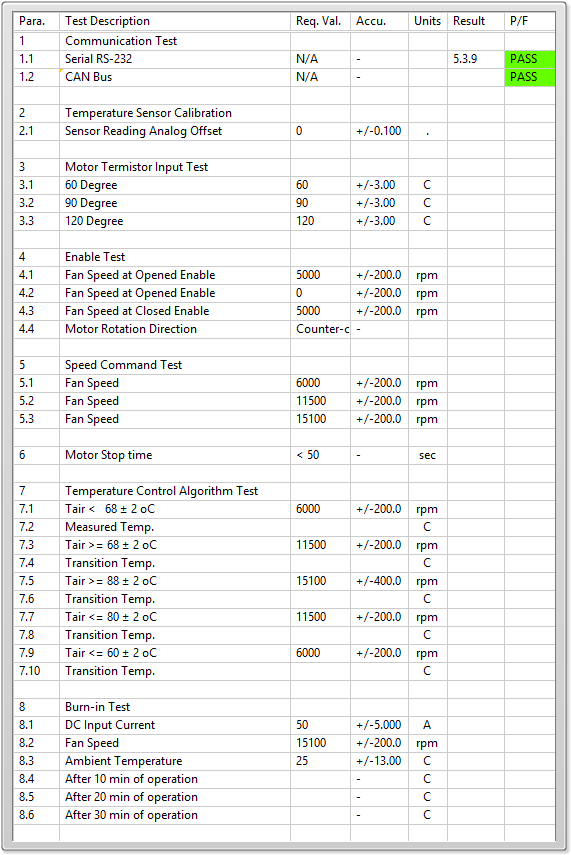 Para. Test Description Req. Val. Accu. Units Result P/F
1 Communication Test
1.1 Serial RS-232 N/A - 5.3.9 PASS
1.2 CAN Bus N/A - PASS
2 Temperature Sensor Calibration
2.1 Sensor Reading Analog Offset 0 +/-0.100 .
3 Motor Termistor Input Test
3.1 60 Degree 60 +/-3.00 C
3.2 90 Degree 90 +/-3.00 C
3.3 120 Degree 120 +/-3.00 C
4 Enable Test
4.1 Fan Speed at Opened Enable 5000 +/-200.0 rpm
4.2 Fan Speed at Opened Enable 0 +/-200.0 rpm
4.3 Fan Speed at Closed Enable 5000 +/-200.0 rpm
4.4 Motor Rotation Direction Counter-c -
5 Speed Command Test
5.1 Fan Speed 6000 +/-200.0 rpm
5.2 Fan Speed 11500 +/-200.0 rpm
5.3 Fan Speed 15100 +/-200.0 rpm
6 Motor Stop time < 50 - sec
7 Temperature Control Algorithm Test
7.1 Tair < 68 ± 2 oC 6000 +/-200.0 rpm
7.2 Measured Temp. C
7.3 Tair >= 68 ± 2 oC 11500 +/-200.0 rpm
7.4 Transition Temp. C
7.5 Tair >= 88 ± 2 oC 15100 +/-400.0 rpm
7.6 Transition Temp. C
7.7 Tair <= 80 ± 2 oC 11500 +/-200.0 rpm
7.8 Transition Temp. C
7.9 Tair <= 60 ± 2 oC 6000 +/-200.0 rpm
7.10 Transition Temp. C
8 Burn-in Test
8.1 DC Input Current 50 +/-5.000 A
8.2 Fan Speed 15100 +/-200.0 rpm
8.3 Ambient Temperature 25 +/-13.00 C
8.4 After 10 min of operation - C
8.5 After 20 min of operation - C
8.6 After 30 min of operation - C